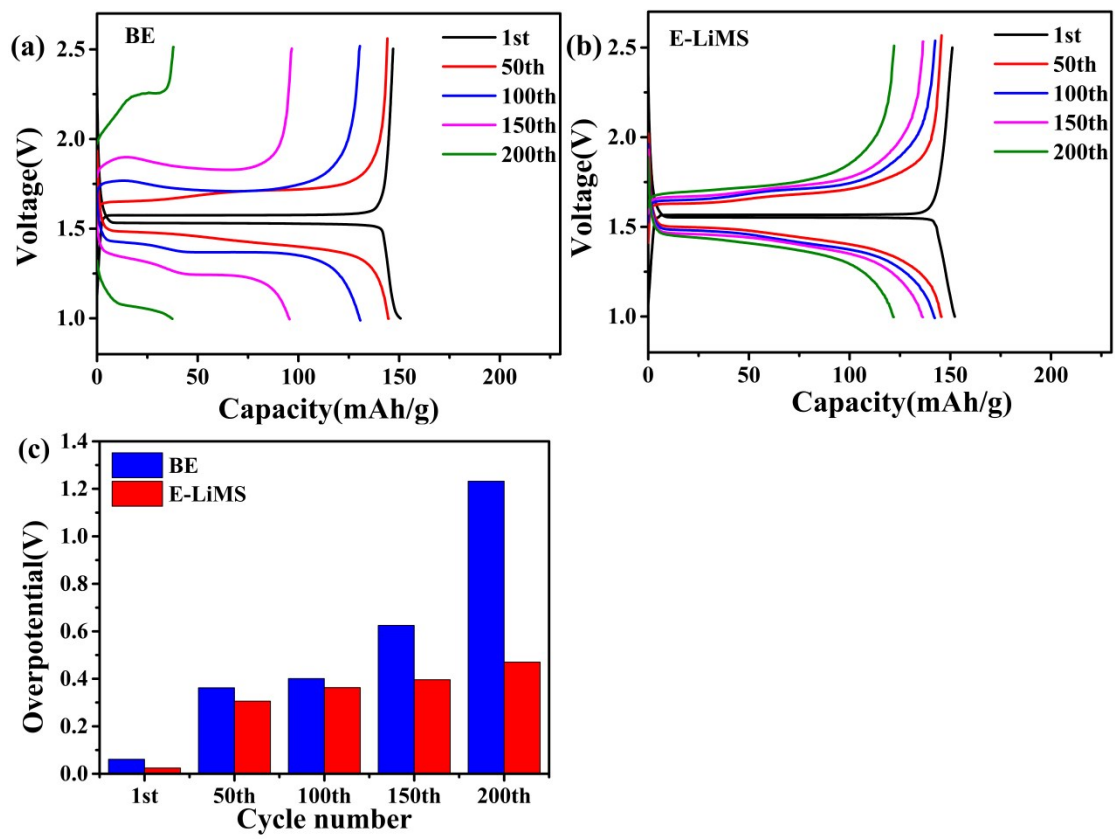 (a)
BE
1st
50th
100th
150th
200th
2.5
2.0
1.5
1.0
Voltage(V)
0 50 100 150 200
Capacity(mAh/g)
(b)
E-LiMS
1st
50th
100th
150th
200th
2.5
2.0
1.5
1.0
Voltage(V)
0 50 100 150 200
Capacity(mAh/g)
(c)
BE
E-LiMS
1.4
1.2
1.0
0.8
0.6
0.4
0.2
0.0
Overpotential(V)
1st 50th 100th 150th 200th
Cycle number